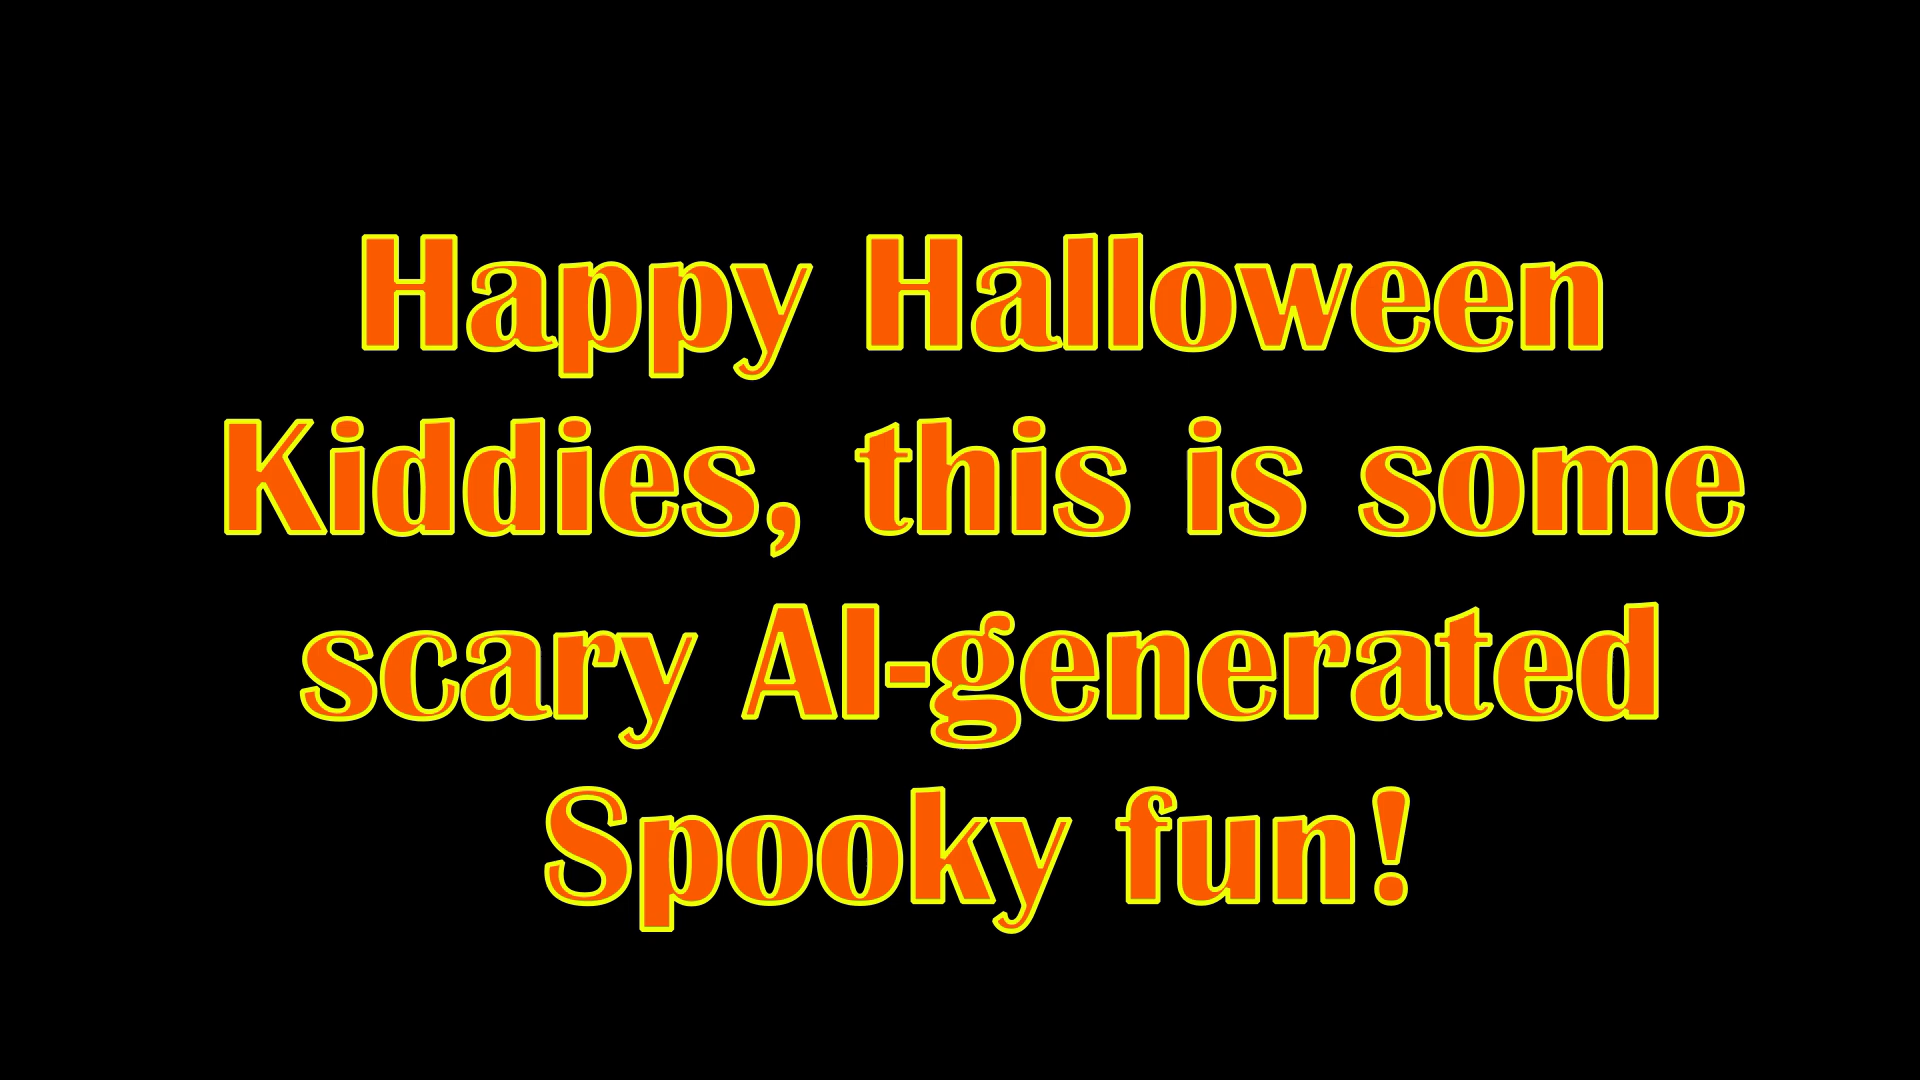 Happy Halloween
Kiddies, this is some
scary AI-generated
Spooky fun!